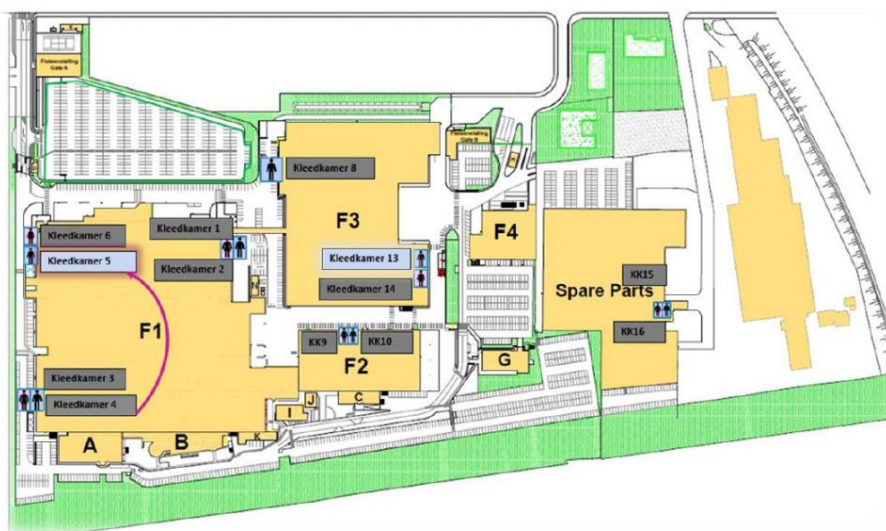 Fietsenstalling
Gate A
Fietsenstalling
Gate B
Kleedkamer 8
F3
F4
Kleedkamer 6
Kleedkamer 1
Kleedkamer 5
Kleedkamer 2
Kleedkamer 13
Kleedkamer 14
KK15
Spare Parts
KK16
F1
KK9
KK10
F2
G
Kleedkamer 3
Kleedkamer 4
C
J
I
A
B
K